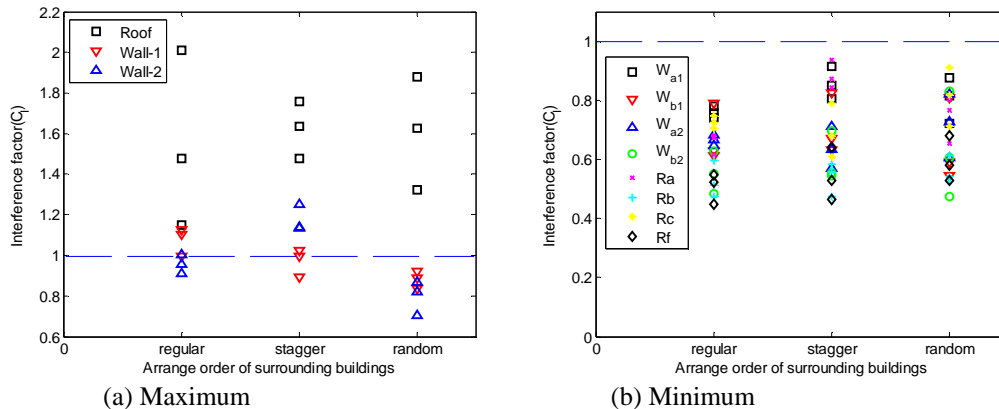 2.2
2
1.8
1.6
1.4
1.2
1
0.8
0.6
0 regular stagger random
Interference factor(C_I)
Arrange order of surrounding buildings
Roof
Wall-1
Wall-2
(a) Maximum
1
0.8
0.6
0.4
0.2
0
0 regular stagger random
Interference factor(C_I)
Arrange order of surrounding buildings
W_a1
W_b1
W_a2
W_b2
Ra
Rb
Rc
Rf
(b) Minimum